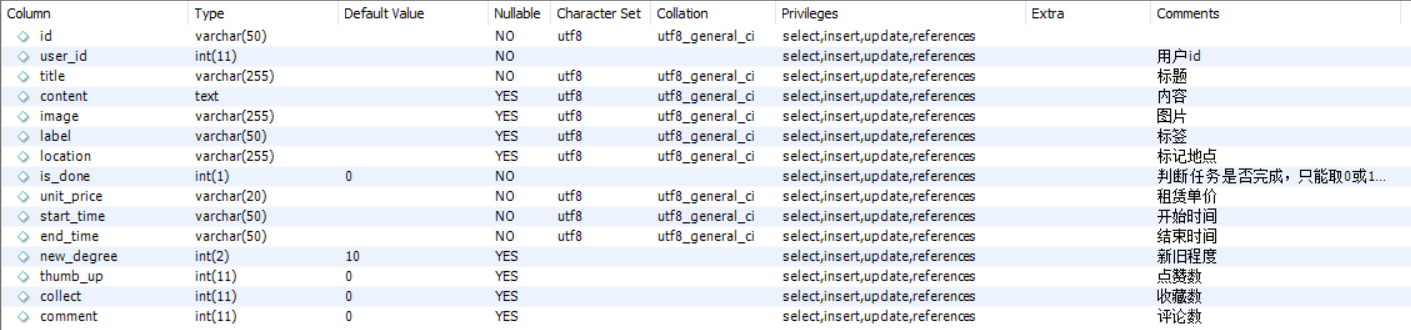 Column Type Default Value Nullable Character Set Collation Privileges Extra Comments
id varchar(50) NO utf8 utf8_general_ci select,insert,update,references
user_id int(11) NO select,insert,update,references 用户id
title varchar(255) NO utf8 utf8_general_ci select,insert,update,references 标题
content text YES utf8 utf8_general_ci select,insert,update,references 内容
image varchar(255) YES utf8 utf8_general_ci select,insert,update,references 图片
label varchar(50) YES utf8 utf8_general_ci select,insert,update,references 标签
location varchar(255) YES utf8 utf8_general_ci select,insert,update,references 标记地点
is_done int(1) 0 NO select,insert,update,references 判断任务是否完成，只能取0或1...
unit_price varchar(20) NO utf8 utf8_general_ci select,insert,update,references 租赁单价
start_time varchar(50) NO utf8 utf8_general_ci select,insert,update,references 开始时间
end_time varchar(50) NO utf8 utf8_general_ci select,insert,update,references 结束时间
new_degree int(2) 10 YES select,insert,update,references 新旧程度
thumb_up int(11) 0 YES select,insert,update,references 点赞数
collect int(11) 0 YES select,insert,update,references 收藏数
comment int(11) 0 YES select,insert,update,references 评论数